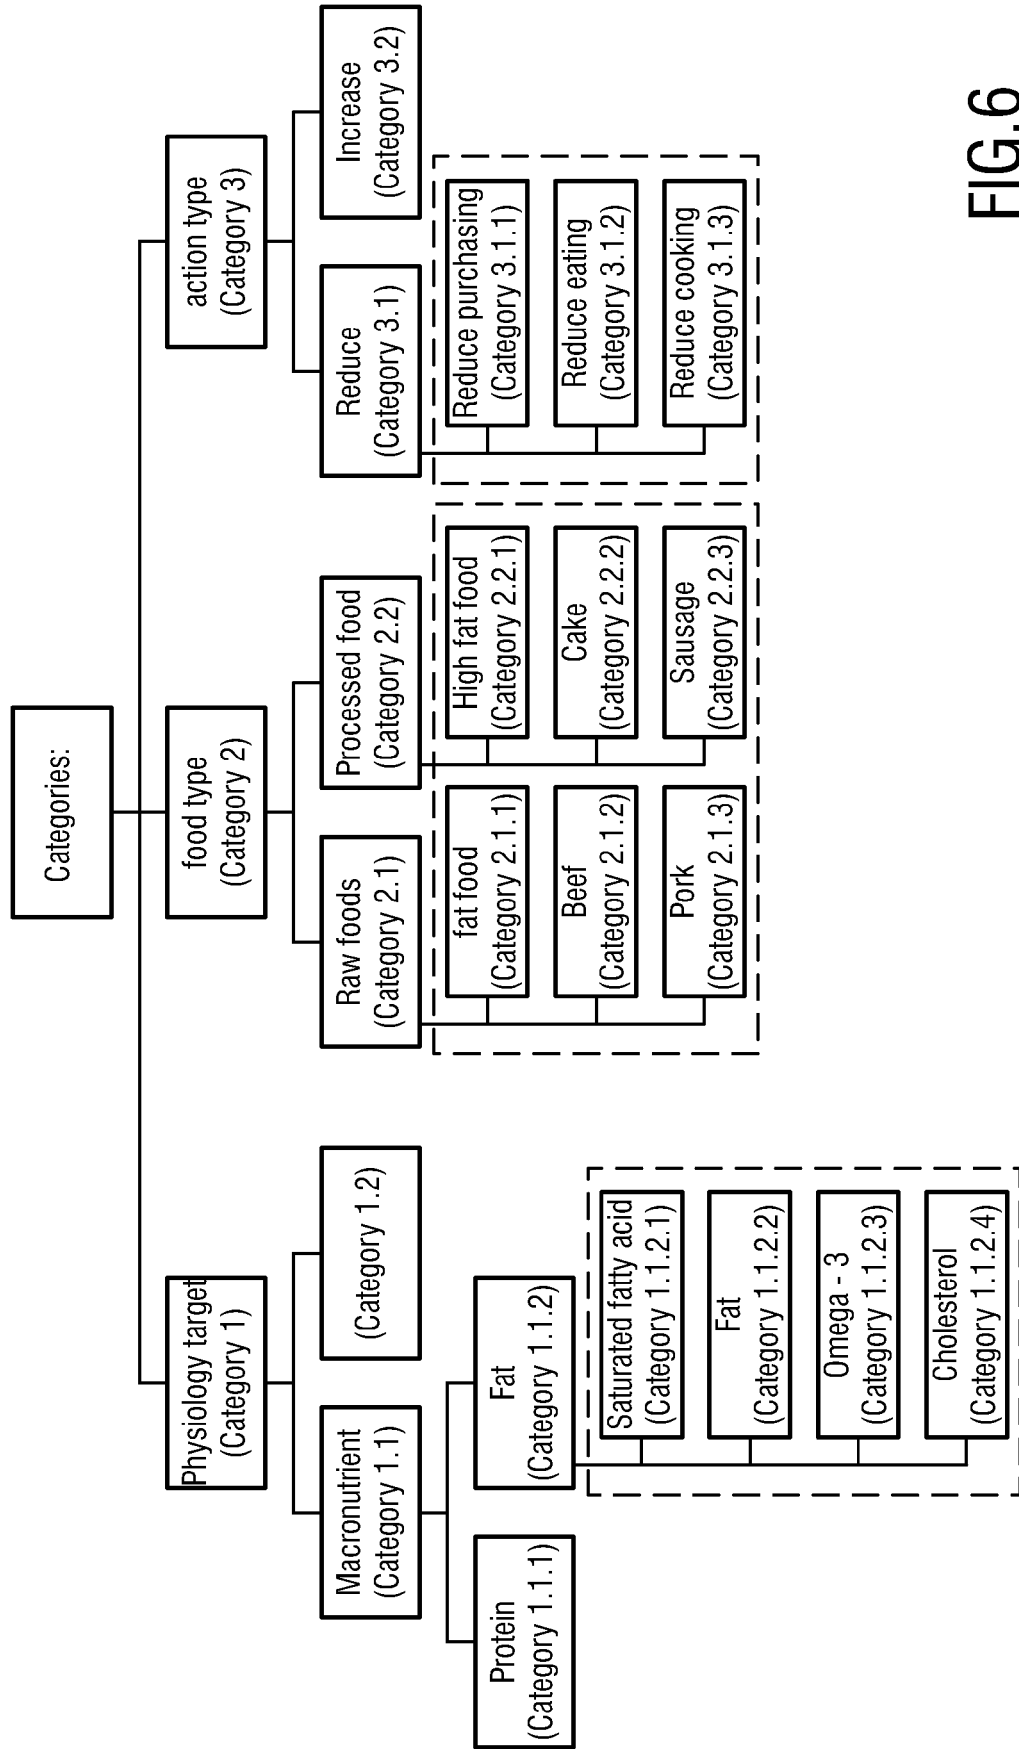 Categories:
Physiology target
(Category 1)
food type
(Category 2)
action type
(Category 3)
Macronutrient
(Category 1.1)
(Category 1.2)
Raw foods
(Category 2.1)
Processed food
(Category 2.2)
Reduce
(Category 3.1)
Increase
(Category 3.2)
Protein
(Category 1.1.1)
Fat
(Category 1.1.2)
Saturated fatty acid
(Category 1.1.2.1)
Fat
(Category 1.1.2.2)
Omega - 3
(Category 1.1.2.3)
Cholesterol
(Category 1.1.2.4)
fat food
(Category 2.1.1)
Beef
(Category 2.1.2)
Pork
(Category 2.1.3)
High fat food
(Category 2.2.1)
Cake
(Category 2.2.2)
Sausage
(Category 2.2.3)
Reduce purchasing
(Category 3.1.1)
Reduce eating
(Category 3.1.2)
Reduce cooking
(Category 3.1.3)
FIG.6